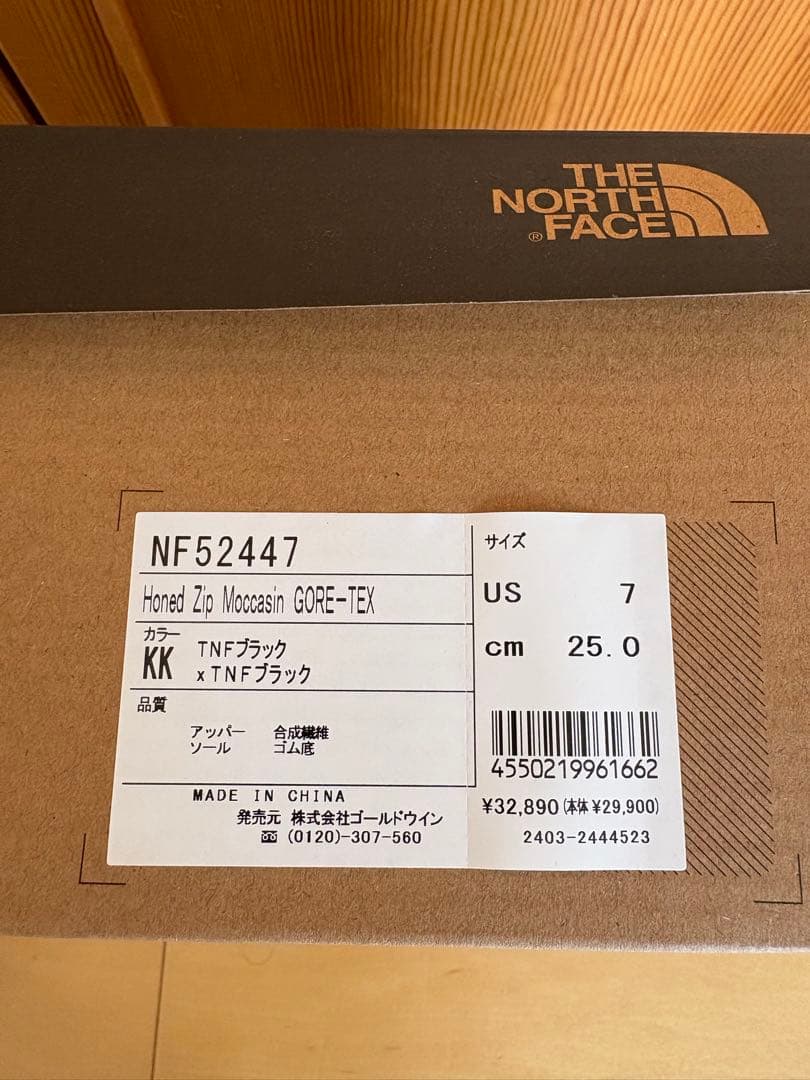 THE
NORTH
FACE
®
NF52447
Honed Zip Moccasin GORE-TEX
カラー
KK TNFブラック
xTNFブラック
品質
アッパー 合成繊維
ソール ゴム底
MADE IN CHINA
発売元 株式会社ゴールドウイン
(0120)-307-560
サイズ
US 7
cm 25.0
4550219961662
¥32,890(本体¥29,900)
2403-2444523